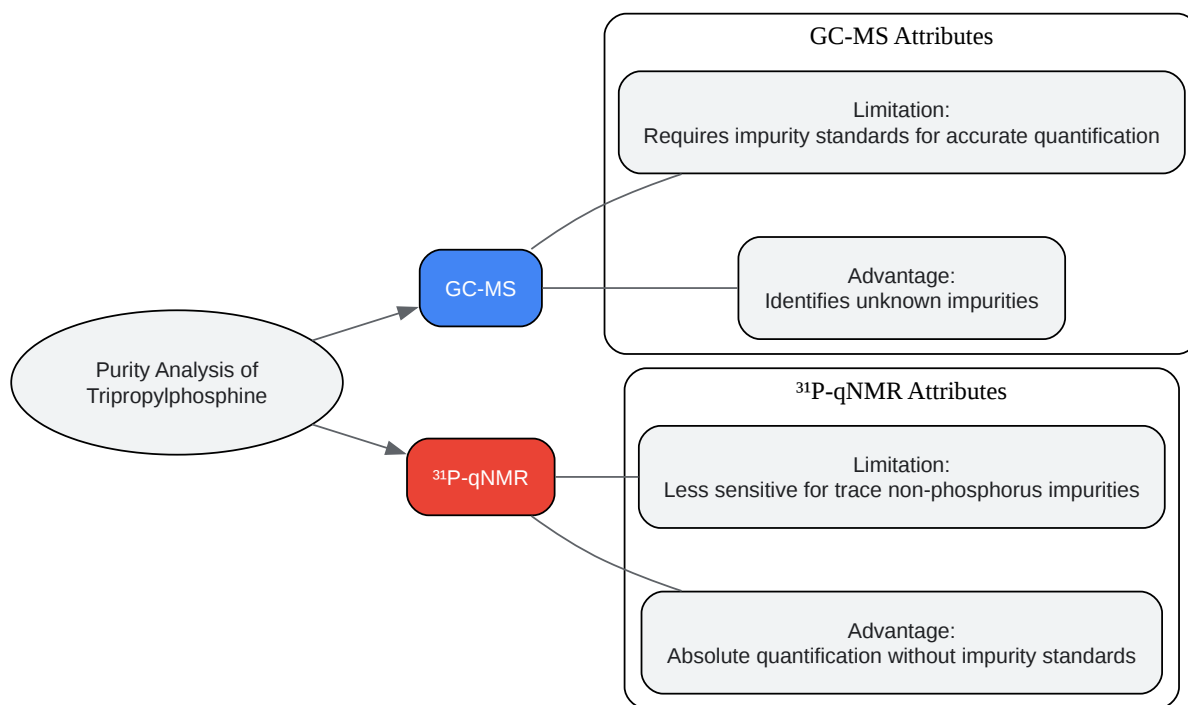 GC-MS Attributes
Limitation:
Requires impurity standards for accurate quantification
GC-MS
Advantage:
Identifies unknown impurities
Purity Analysis of
Tripropylphosphine
³¹P-qNMR Attributes
³¹P-qNMR
Limitation:
Less sensitive for trace non-phosphorus impurities
Advantage:
Absolute quantification without impurity standards